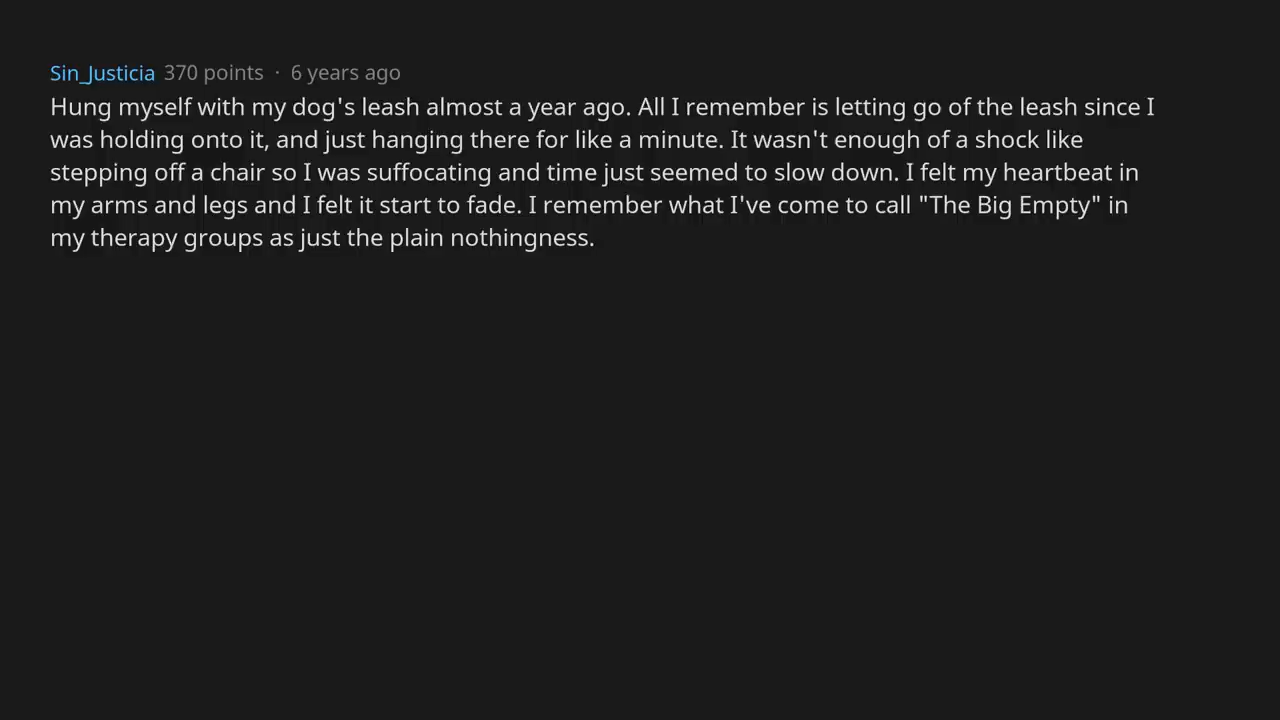 Sin_Justicia 370 points · 6 years ago
Hung myself with my dog's leash almost a year ago. All I remember is letting go of the leash since I
was holding onto it, and just hanging there for like a minute. It wasn't enough of a shock like
stepping off a chair so I was suffocating and time just seemed to slow down. I felt my heartbeat in
my arms and legs and I felt it start to fade. I remember what I've come to call "The Big Empty" in
my therapy groups as just the plain nothingness.